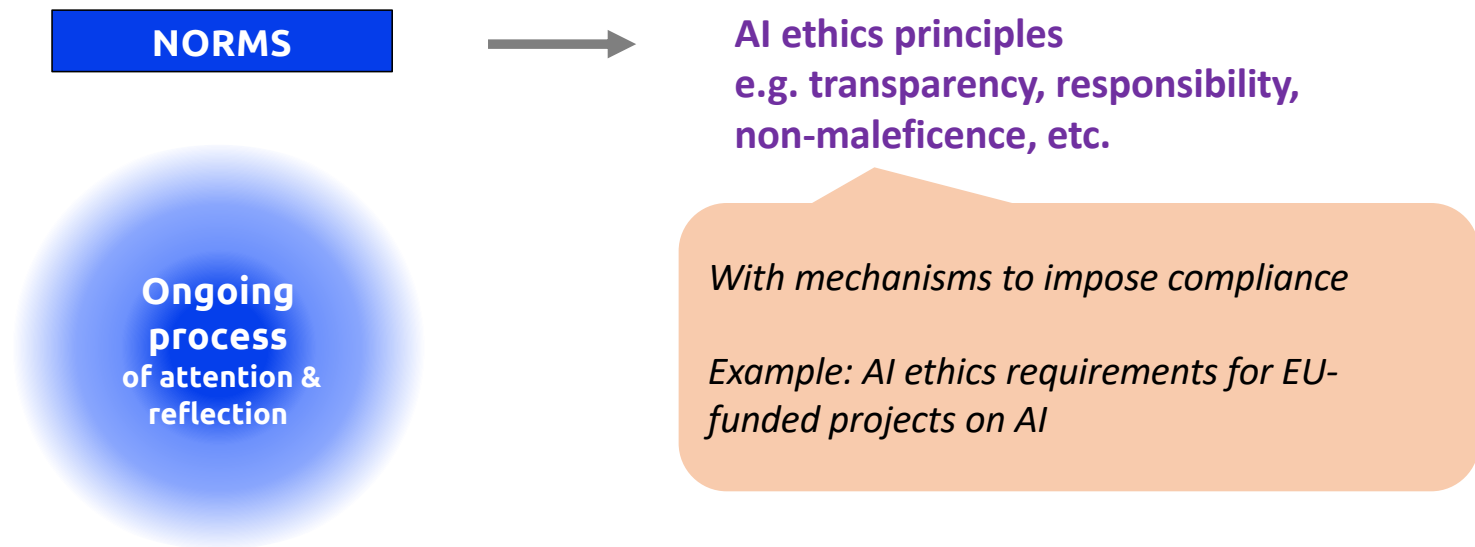 NORMS
AI ethics principles
e.g. transparency, responsibility,
non-maleficence, etc.
Ongoing
process
of attention &
reflection
With mechanisms to impose compliance
Example: AI ethics requirements for EU-
funded projects on AI